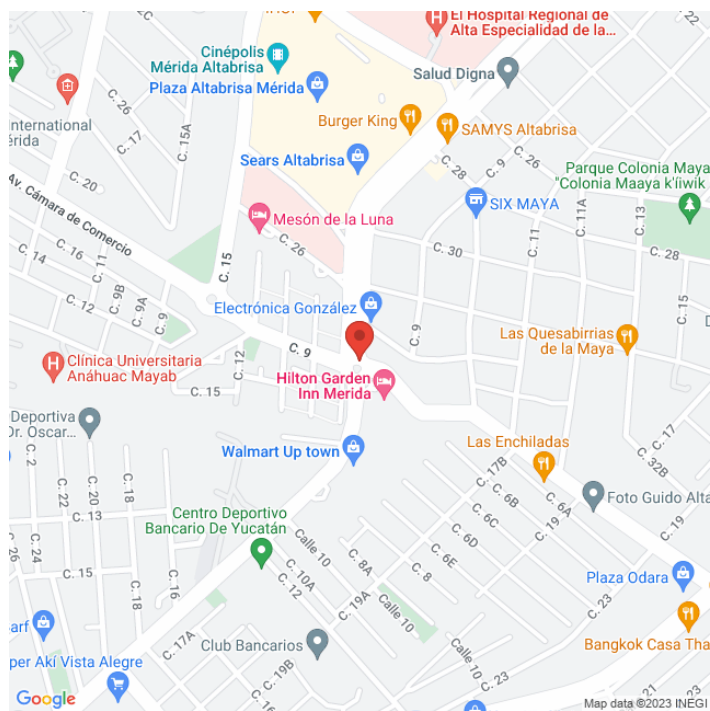 IHOP
El Hospital Regional de
Alta Especialidad de la...
Cinépolis
Mérida Altabrisa
Plaza Altabrisa Mérida
Salud Digna
International
érida
C. 26
C. 17
C. 15A
C. 20
Burger King
SAMYS Altabrisa
Sears Altabrisa
C. 9
C. 26
C. 28
Parque Colonia Maya
"Colonia Maaya k'íiwik
SIX MAYA
Av. Cámara de Comercio
Mesón de la Luna
C. 26
C. 15
C. 30
C. 11
C. 11A
C. 13
C. 28
C. 16
C. 14
C. 11
C. 9B
C. 9A
C. 12
C. 9
C. 15
Electrónica González
C. 9
Las Quesabirrias
de la Maya
D
Clínica Universitaria
Anáhuac Mayab
C. 12
C. 9
C. 15
Hilton Garden
Inn Merida
Deportiva
Dr. Oscar...
Walmart Up town
Las Enchiladas
C. 17
C. 32B
C. 2
C. 22
C. 20
C. 18
C. 17B
C. 6B
C. 6A
C. 6C
C. 19
Foto Guido Alta
C. 19
C. 13
Centro Deportivo
Bancario De Yucatán
Calle 10
C. 6D
C. 6E
C. 26
C. 24
C. 15
C. 18
C. 16
C. 8A
C. 8
C. 10A
C. 12
C. 19A
Calle 10
C. 23
Plaza Odara
arf
C. 17A
Club Bancarios
C. 19B
Calle 10
C. 23
Bangkok Casa Tha
per Akí Vista Alegre
Google
Map data ©2023 INEGI